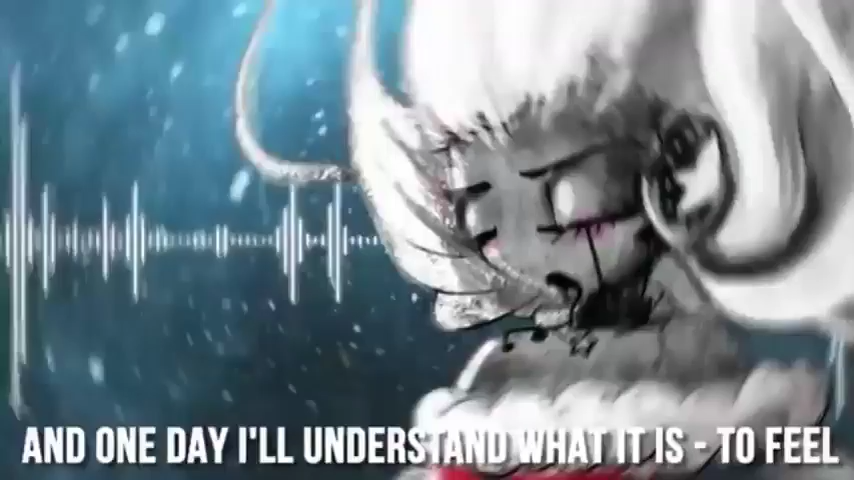 AND ONE DAY I'LL UNDERSTAND WHAT IT IS - TO FEEL